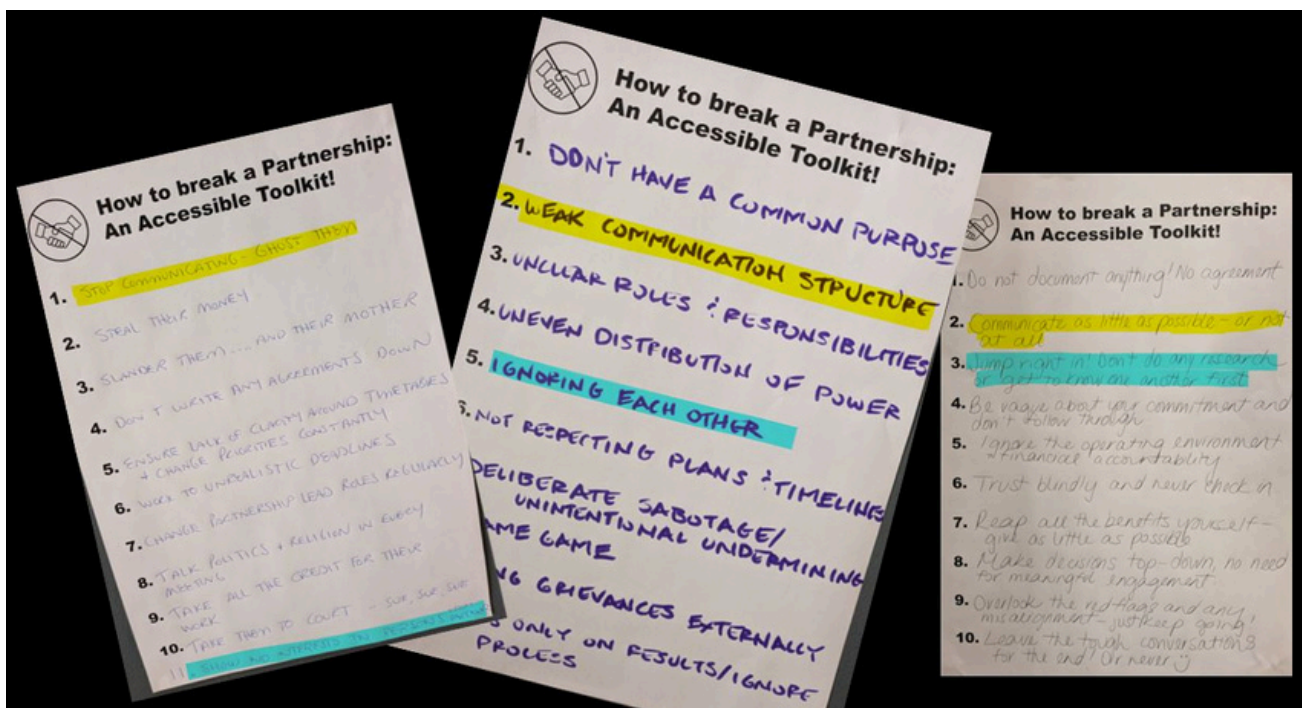 How to break a Partnership:
An Accessible Toolkit!
1. STOP COMMUNICATING - GHOST THEM
2. STEAL THEIR MONEY
3. SLANDER THEM.... AND THEIR MOTHER
4. DON'T WRITE ANY AGREEMENTS DOWN
5. ENSURE LACK OF CLARITY AROUND TIMETABLES
+ CHANGE PRIORITIES CONSTANTLY
6. WORK TO UNREALISTIC DEADLINES
7. CHANGE PARTNERSHIP LEAD ROLES REGULARLY
8. TALK POLITICS + RELIGION IN EVERY
MEETING
9. TAKE ALL THE CREDIT FOR THEIR
WORK
10. TAKE THEM TO COURT - SUE, SUE, SUE
11. SHOW NO INTEREST IN
How to break a Partnership:
An Accessible Toolkit!
1. DON'T HAVE A COMMON PURPOSE
2. WEAK COMMUNICATION STRUCTURE
3. UNCLEAR ROLES & RESPONSIBILITIES
4. UNEVEN DISTRIBUTION OF POWER
5. IGNORING EACH OTHER
6. NOT RESPECTING PLANS & TIMELINES
DELIBERATE SABOTAGE/
UNINTENTIONAL UNDERMINING
AME GAME
NG GRIEVANCES EXTERNALLY
S ONLY ON RESULTS/IGNORE
PROCESS
How to break a Partnership:
An Accessible Toolkit!
1. Do not document anything! No agreement
2. Communicate as little as possible - or not
at all
3. Jump right in! Don't do any research
or get to know one another first
4. Be vague about your commitment and
don't follow through
5. Ignore the operating environment
+ financial accountability
6. Trust blindly and never check in
7. Reap all the benefits yourself -
give as little as possible
8. Make decisions top-down, no need
for meaningful engagement
9. Overlook the red flags and any
misalignment - just keep going!
10. Leave the tough conversations
for the end! Or never